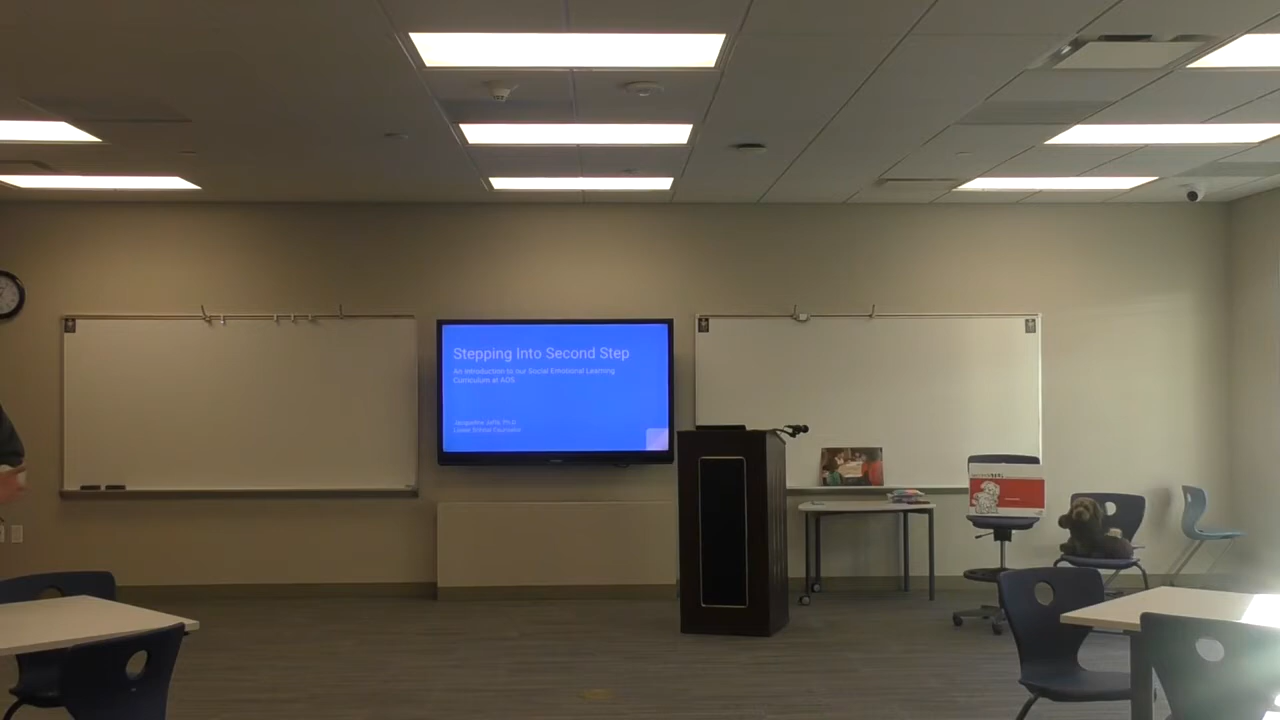 Stepping Into Second Step
An introduction to our Social Emotional Learning
Curriculum at AOS
Lower School Counselor